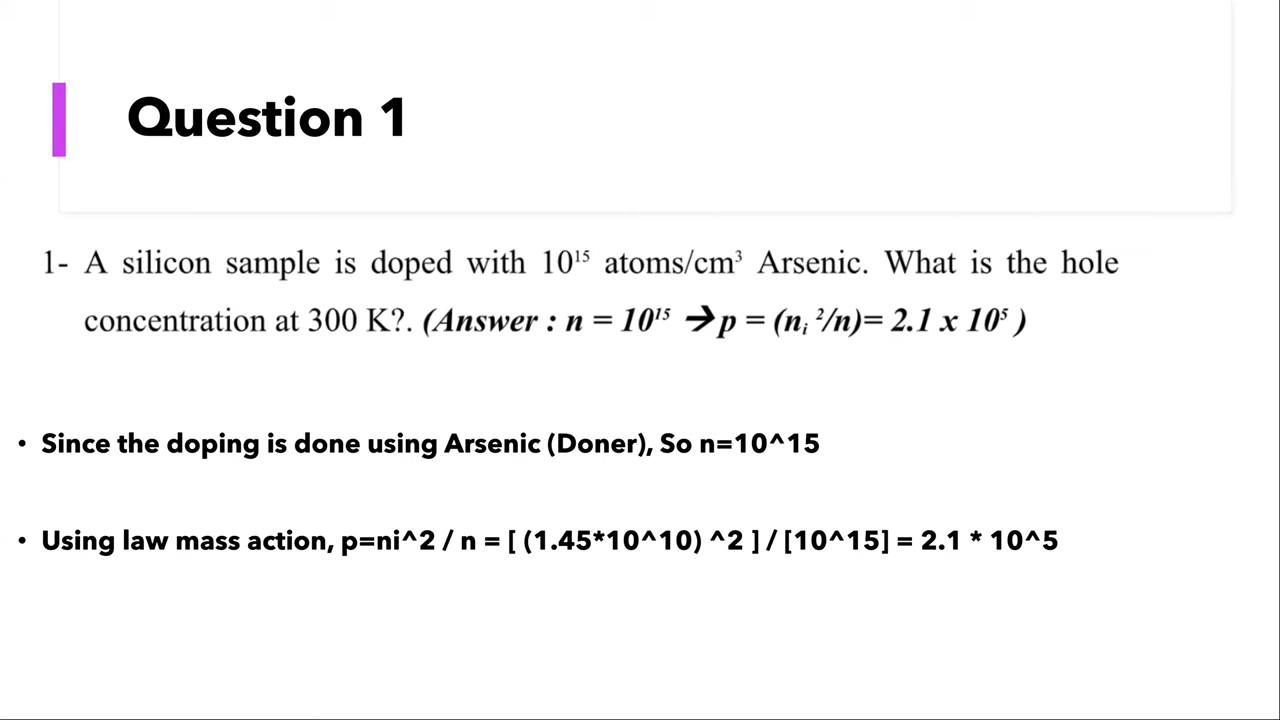 Question 1
1- A silicon sample is doped with 10¹⁵ atoms/cm³ Arsenic. What is the hole
concentration at 300 K?. (Answer : n = 10¹⁵ ➔ p = (nᵢ ²/n)= 2.1 x 10⁵ )
• Since the doping is done using Arsenic (Doner), So n=10^15
• Using law mass action, p=ni^2 / n = [ (1.45*10^10) ^2 ] / [10^15] = 2.1 * 10^5